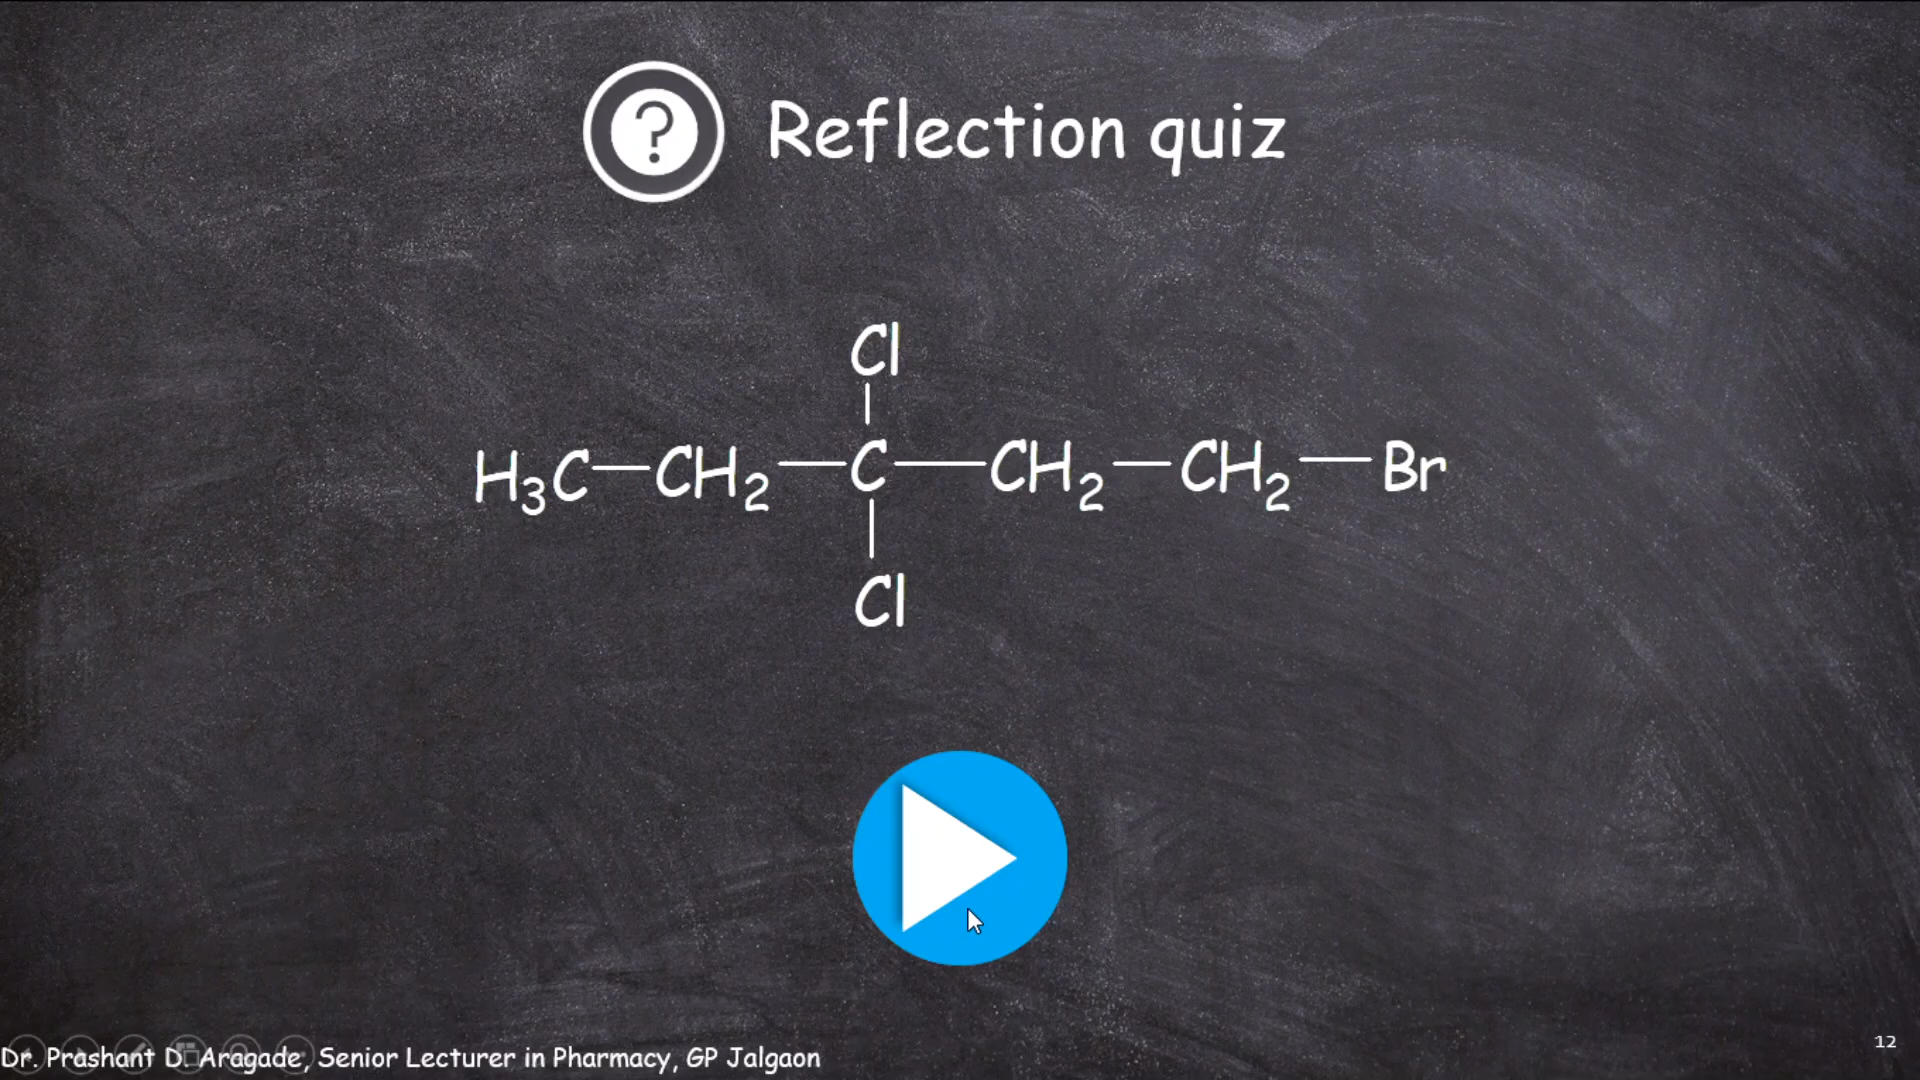 ? Reflection quiz
Cl
H₃C—CH₂—C—CH₂—CH₂—Br
Cl
12
Dr. Prashant D. Aragade, Senior Lecturer in Pharmacy, GP Jalgaon